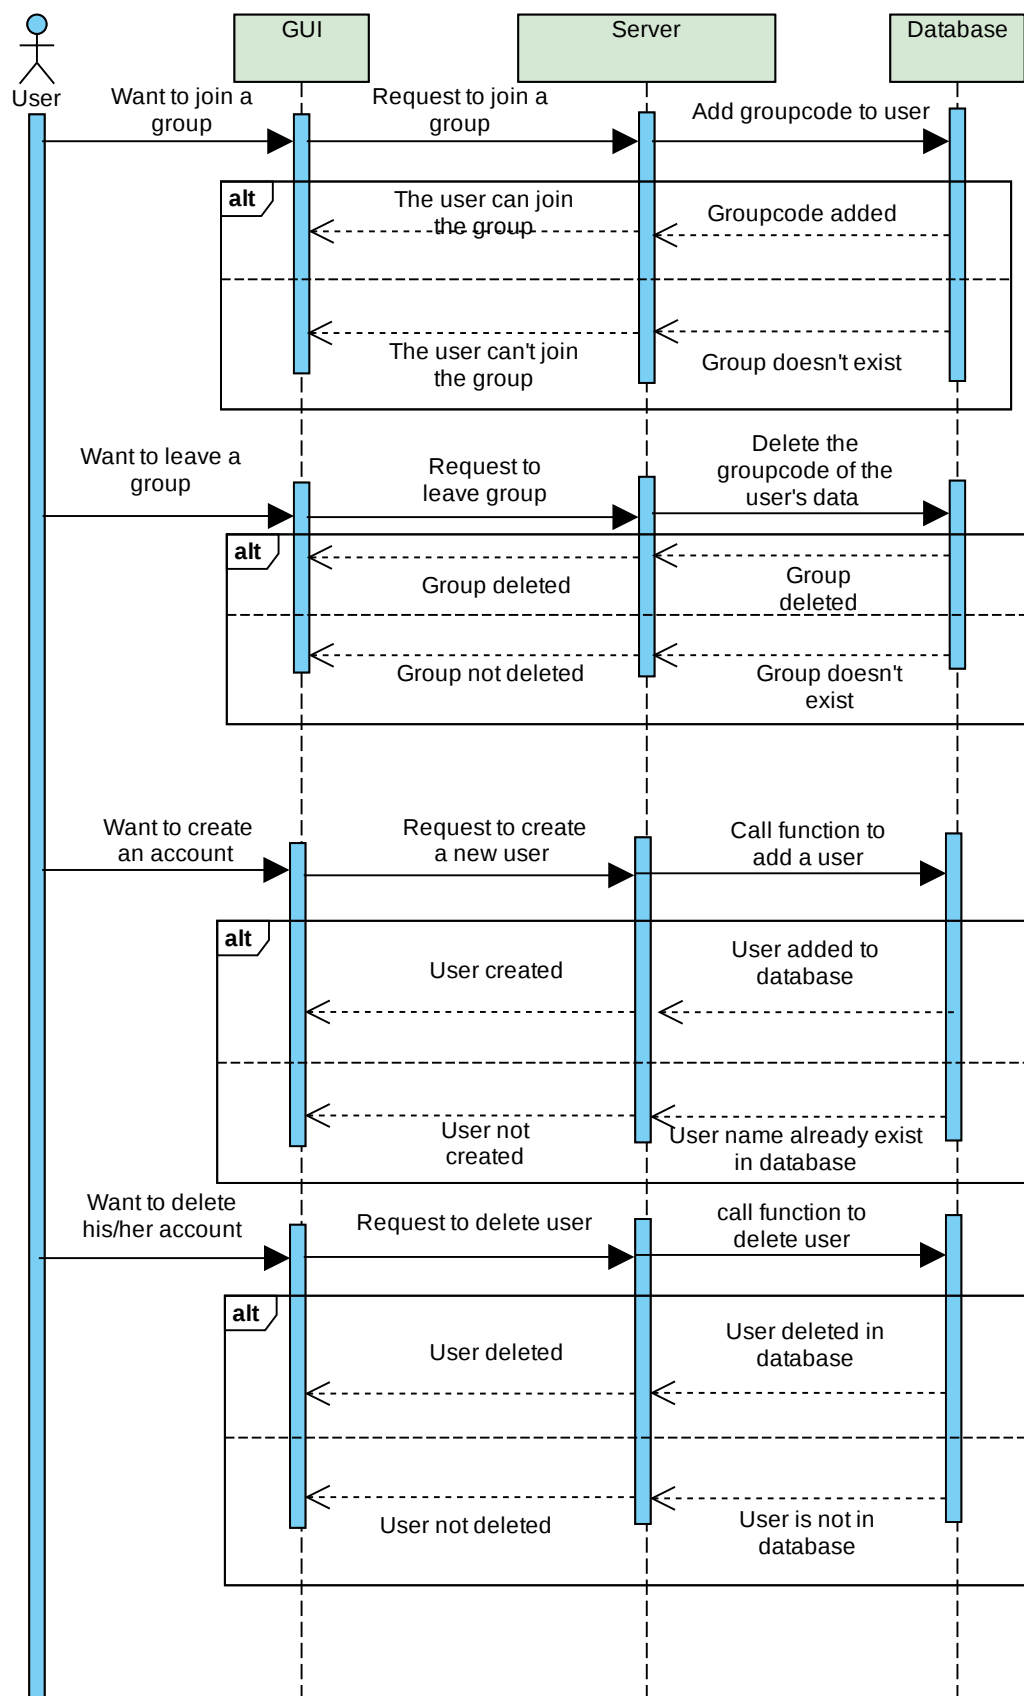 GUI
Server
Database
User
Want to join a
group
Request to join a
group
Add groupcode to user
alt
The user can join
the group
Groupcode added
The user can't join
the group
Group doesn't exist
Want to leave a
group
Request to
leave group
Delete the
groupcode of the
user's data
alt
Group deleted
Group
deleted
Group not deleted
Group doesn't
exist
Want to create
an account
Request to create
a new user
Call function to
add a user
alt
User created
User added to
database
User not
created
User name already exist
in database
Want to delete
his/her account
Request to delete user
call function to
delete user
alt
User deleted
User deleted in
database
User not deleted
User is not in
database